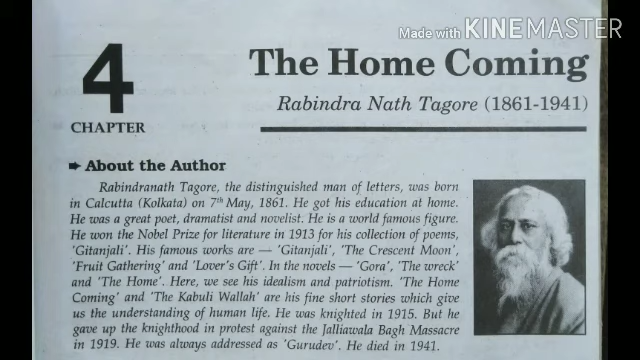 Made with KINEMASTER
4
CHAPTER
The Home Coming
Rabindra Nath Tagore (1861-1941)
➨ About the Author
Rabindranath Tagore, the distinguished man of letters, was born
in Calcutta (Kolkata) on 7th May, 1861. He got his education at home.
He was a great poet, dramatist and novelist. He is a world famous figure.
He won the Nobel Prize for literature in 1913 for his collection of poems,
'Gitanjali'. His famous works are — 'Gitanjali', 'The Crescent Moon',
'Fruit Gathering' and 'Lover's Gift'. In the novels — 'Gora', 'The wreck'
and 'The Home'. Here, we see his idealism and patriotism. 'The Home
Coming' and 'The Kabuli Wallah' are his fine short stories which give
us the understanding of human life. He was knighted in 1915. But he
gave up the knighthood in protest against the Jalliawala Bagh Massacre
in 1919. He was always addressed as 'Gurudev'. He died in 1941.